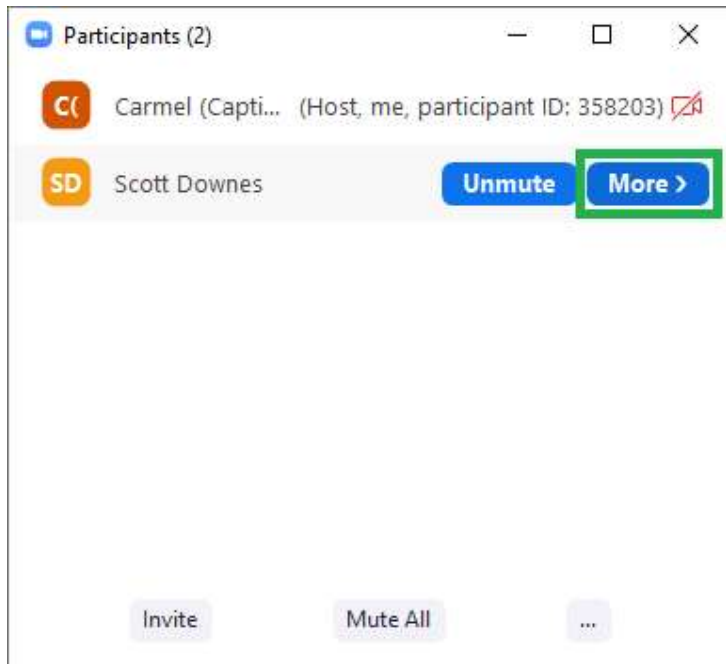 Participants (2)
C( Carmel (Capti... (Host, me, participant ID: 358203)
SD Scott Downes Unmute More >
Invite Mute All ...